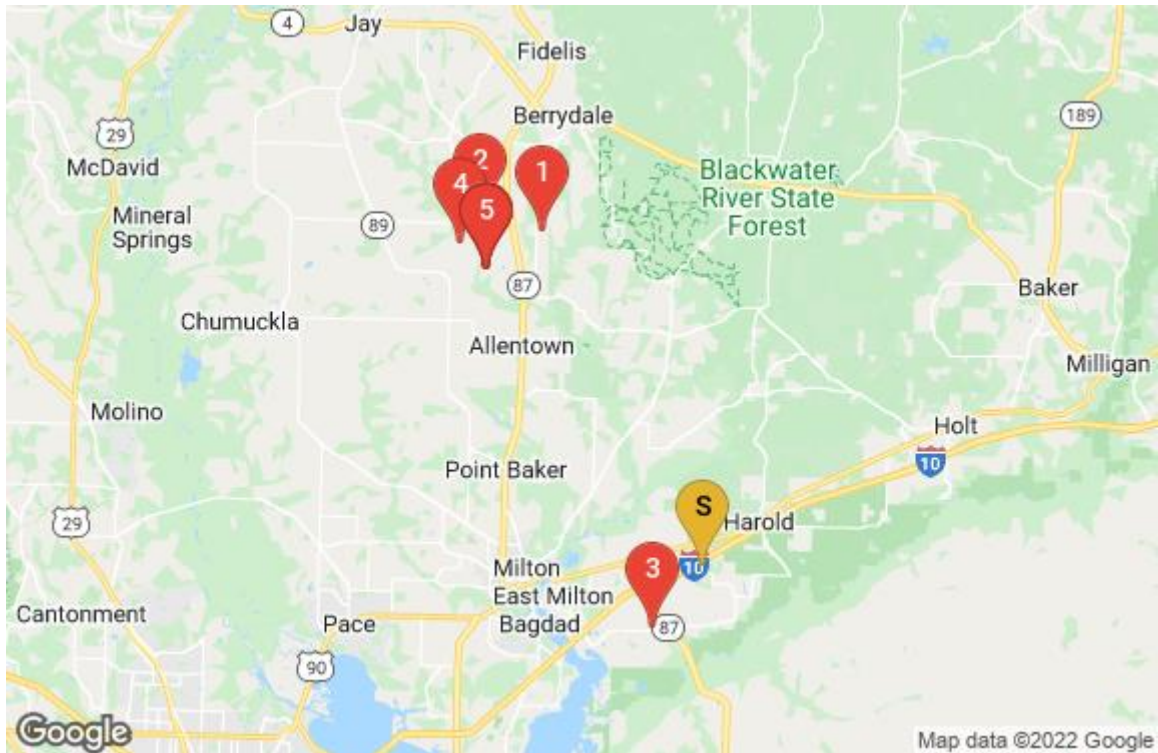 Jay
4
Fidelis
Berrydale
189
29
McDavid
2
1
Blackwater
River State
Forest
4
5
Mineral
Springs
89
87
Baker
Chumuckla
Allentown
Milligan
Molino
Holt
Point Baker
10
29
S
Harold
Milton
3
10
East Milton
Cantonment
Pace
Bagdad
87
90
Google
Map data ©2022 Google